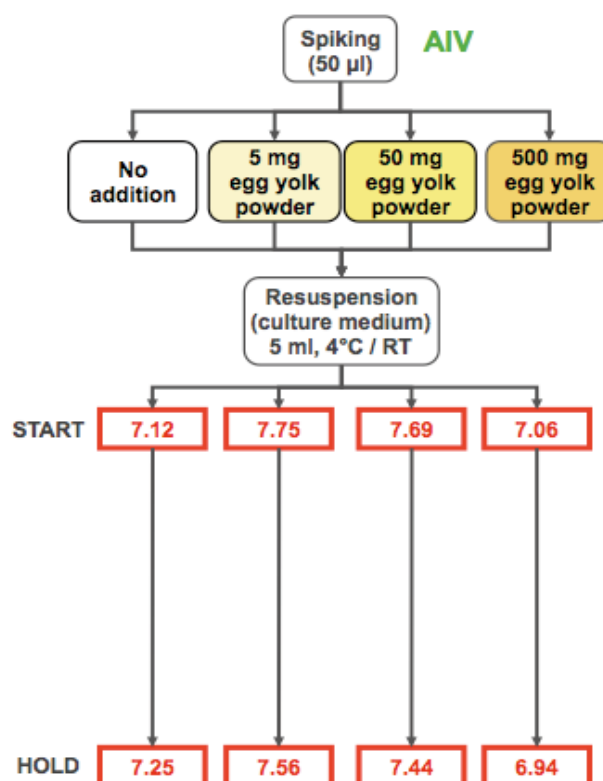 Spiking
(50 µl)
AIV
No
addition
5 mg
egg yolk
powder
50 mg
egg yolk
powder
500 mg
egg yolk
powder
Resuspension
(culture medium)
5 ml, 4°C / RT
START 7.12 7.75 7.69 7.06
HOLD 7.25 7.56 7.44 6.94